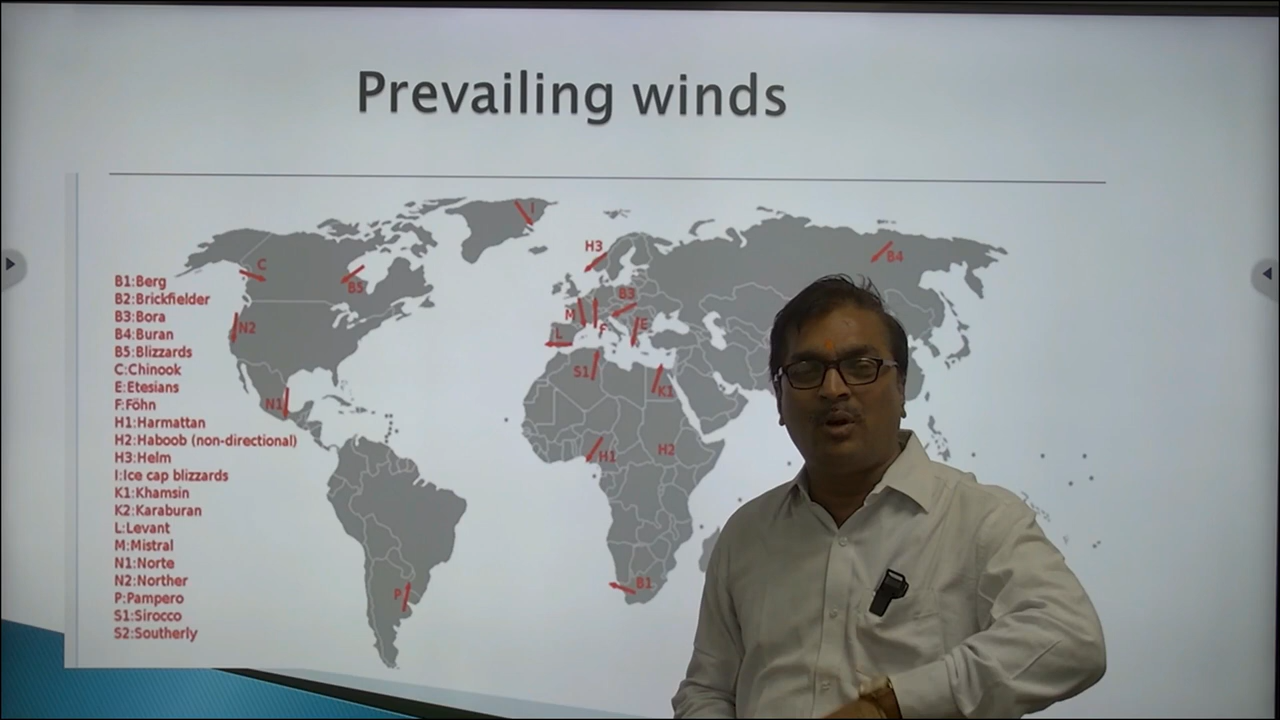 Prevailing winds
B1:Berg
B2:Brickfielder
B3:Bora
B4:Buran
B5:Blizzards
C:Chinook
E:Etesians
F:Föhn
H1:Harmattan
H2:Haboob (non-directional)
H3:Helm
I:Ice cap blizzards
K1:Khamsin
K2:Karaburan
L:Levant
M:Mistral
N1:Norte
N2:Norther
P:Pampero
S1:Sirocco
S2:Southerly
I
H3
B4
C
B5
B3
M
F
E
N2
L
S1
K1
N1
H1
H2
P
B1